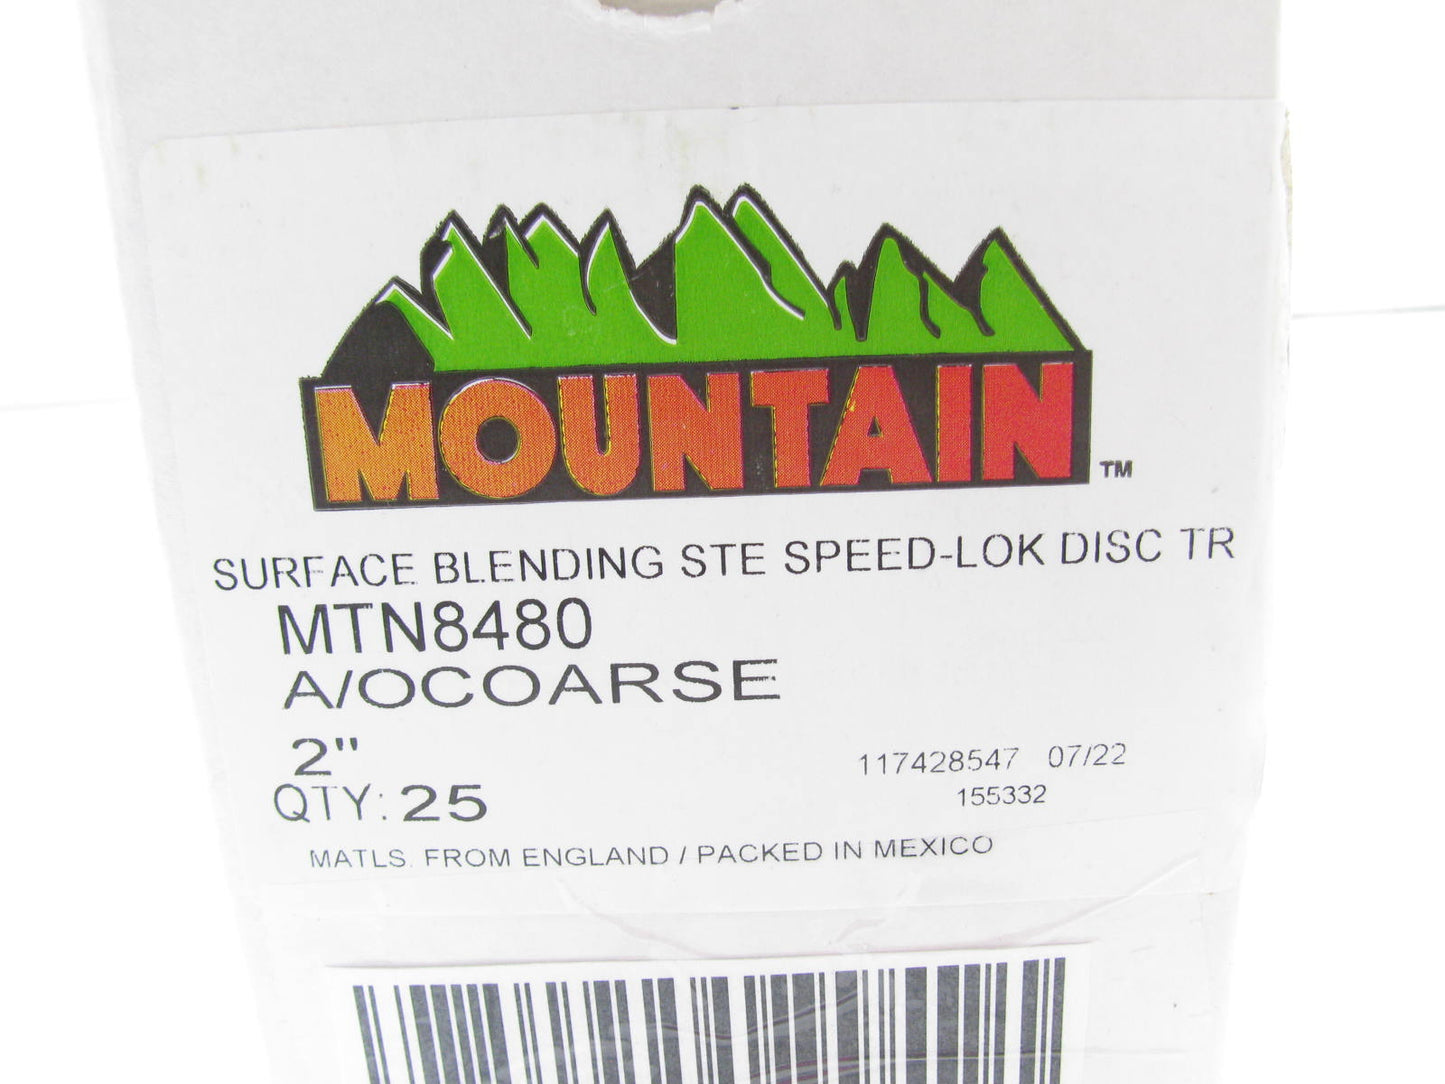 MOUNTAIN TM
SURFACE BLENDING STE SPEED-LOK DISC TR
MTN8480
A/OCOARSE
2"
117428547 07/22
QTY: 25
155332
MATLS. FROM ENGLAND / PACKED IN MEXICO